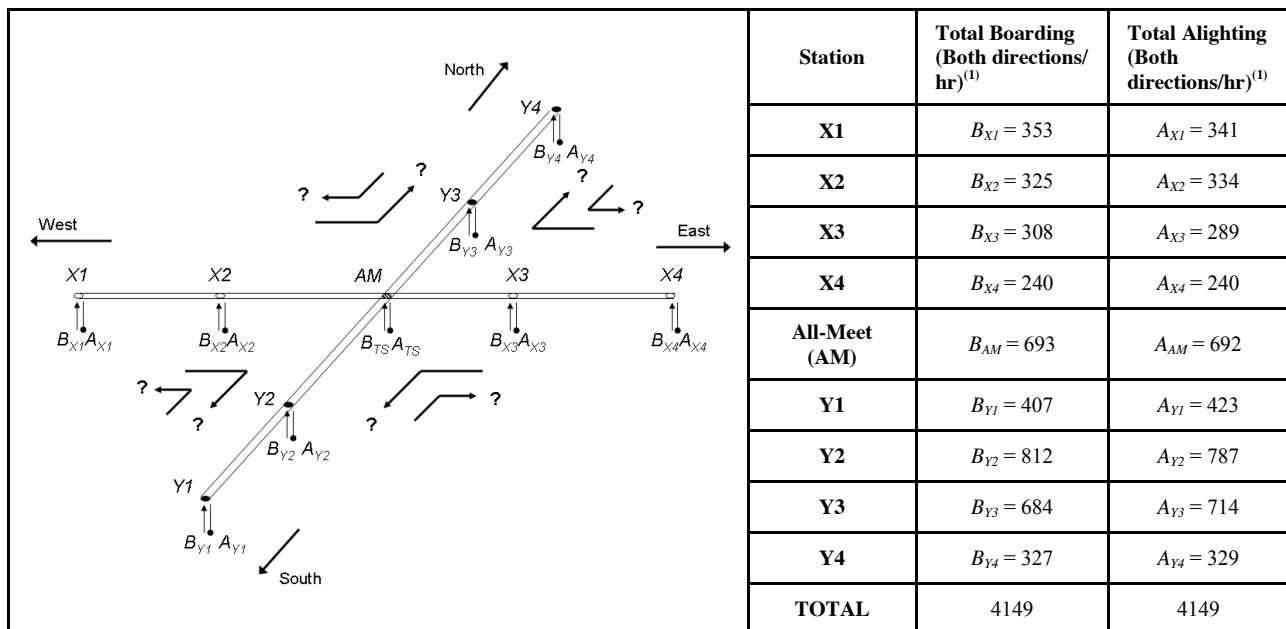 North
Y4
B_Y4 A_Y4
?
?
Y3
?
?
West
B_Y3 A_Y3
East
X1
X2
AM
X3
X4
B_X1 A_X1
B_X2 A_X2
B_TS A_TS
B_X3 A_X3
B_X4 A_X4
?
?
Y2
?
?
B_Y2 A_Y2
Y1
B_Y1 A_Y1
South
Station
Total Boarding
(Both directions/
hr)(1)
Total Alighting
(Both
directions/hr)(1)
X1
B_X1 = 353
A_X1 = 341
X2
B_X2 = 325
A_X2 = 334
X3
B_X3 = 308
A_X3 = 289
X4
B_X4 = 240
A_X4 = 240
All-Meet
(AM)
B_AM = 693
A_AM = 692
Y1
B_Y1 = 407
A_Y1 = 423
Y2
B_Y2 = 812
A_Y2 = 787
Y3
B_Y3 = 684
A_Y3 = 714
Y4
B_Y4 = 327
A_Y4 = 329
TOTAL
4149
4149